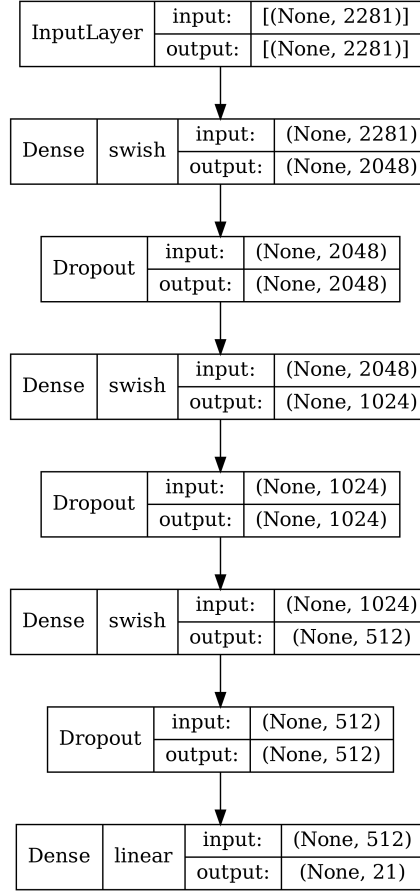 InputLayer
input: [(None, 2281)]
output: [(None, 2281)]
Dense swish
input: (None, 2281)
output: (None, 2048)
Dropout
input: (None, 2048)
output: (None, 2048)
Dense swish
input: (None, 2048)
output: (None, 1024)
Dropout
input: (None, 1024)
output: (None, 1024)
Dense swish
input: (None, 1024)
output: (None, 512)
Dropout
input: (None, 512)
output: (None, 512)
Dense linear
input: (None, 512)
output: (None, 21)